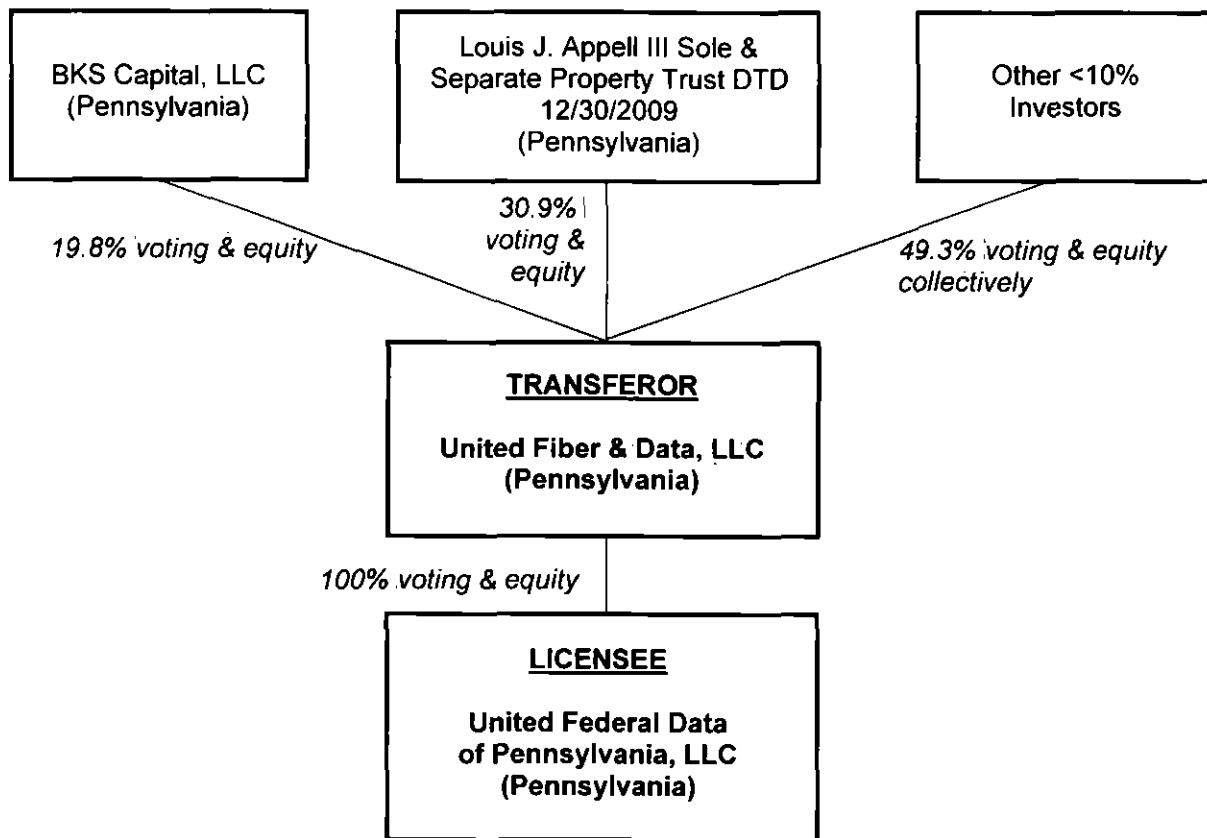 BKS Capital, LLC
(Pennsylvania)
Louis J. Appell III Sole &
Separate Property Trust DTD
12/30/2009
(Pennsylvania)
Other <10%
Investors
19.8% voting & equity
30.9%
voting &
equity
49.3% voting & equity
collectively
TRANSFEROR
United Fiber & Data, LLC
(Pennsylvania)
100% voting & equity
LICENSEE
United Federal Data
of Pennsylvania, LLC
(Pennsylvania)